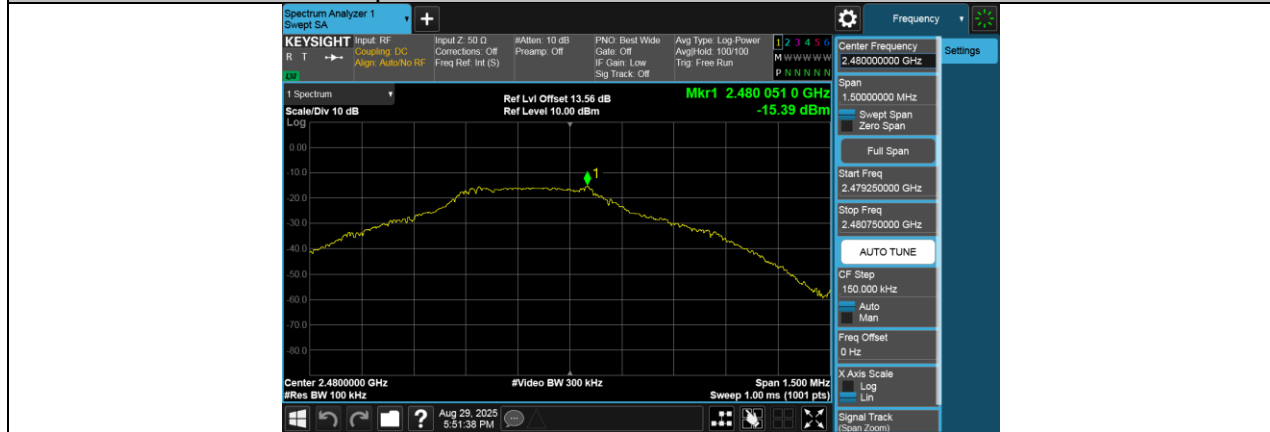 Spectrum Analyzer 1
Swept SA
+
Frequency
KEYSIGHT
R T
LXI
Input: RF
Coupling: DC
Align: Auto/No RF
Input Z: 50 Ω
Corrections: Off
Freq Ref: Int (S)
#Atten: 10 dB
Preamp: Off
PNO: Best Wide
Gate: Off
IF Gain: Low
Sig Track: Off
Avg Type: Log-Power
Avg|Hold: 100/100
Trig: Free Run
1 2 3 4 5 6
M W W W W W
P N N N N N
1 Spectrum
Scale/Div 10 dB
Log
Ref Lvl Offset 13.56 dB
Ref Level 10.00 dBm
Mkr1 2.480 051 0 GHz
-15.39 dBm
0.00
-10.0
-20.0
-30.0
-40.0
-50.0
-60.0
-70.0
-80.0
1
Center 2.4800000 GHz
#Res BW 100 kHz
#Video BW 300 kHz
Span 1.500 MHz
Sweep 1.00 ms (1001 pts)
Aug 29, 2025
5:51:38 PM
?
Center Frequency
2.480000000 GHz
Settings
Span
1.50000000 MHz
Swept Span
Zero Span
Full Span
Start Freq
2.479250000 GHz
Stop Freq
2.480750000 GHz
AUTO TUNE
CF Step
150.000 kHz
Auto
Man
Freq Offset
0 Hz
X Axis Scale
Log
Lin
Signal Track
(Span Zoom)